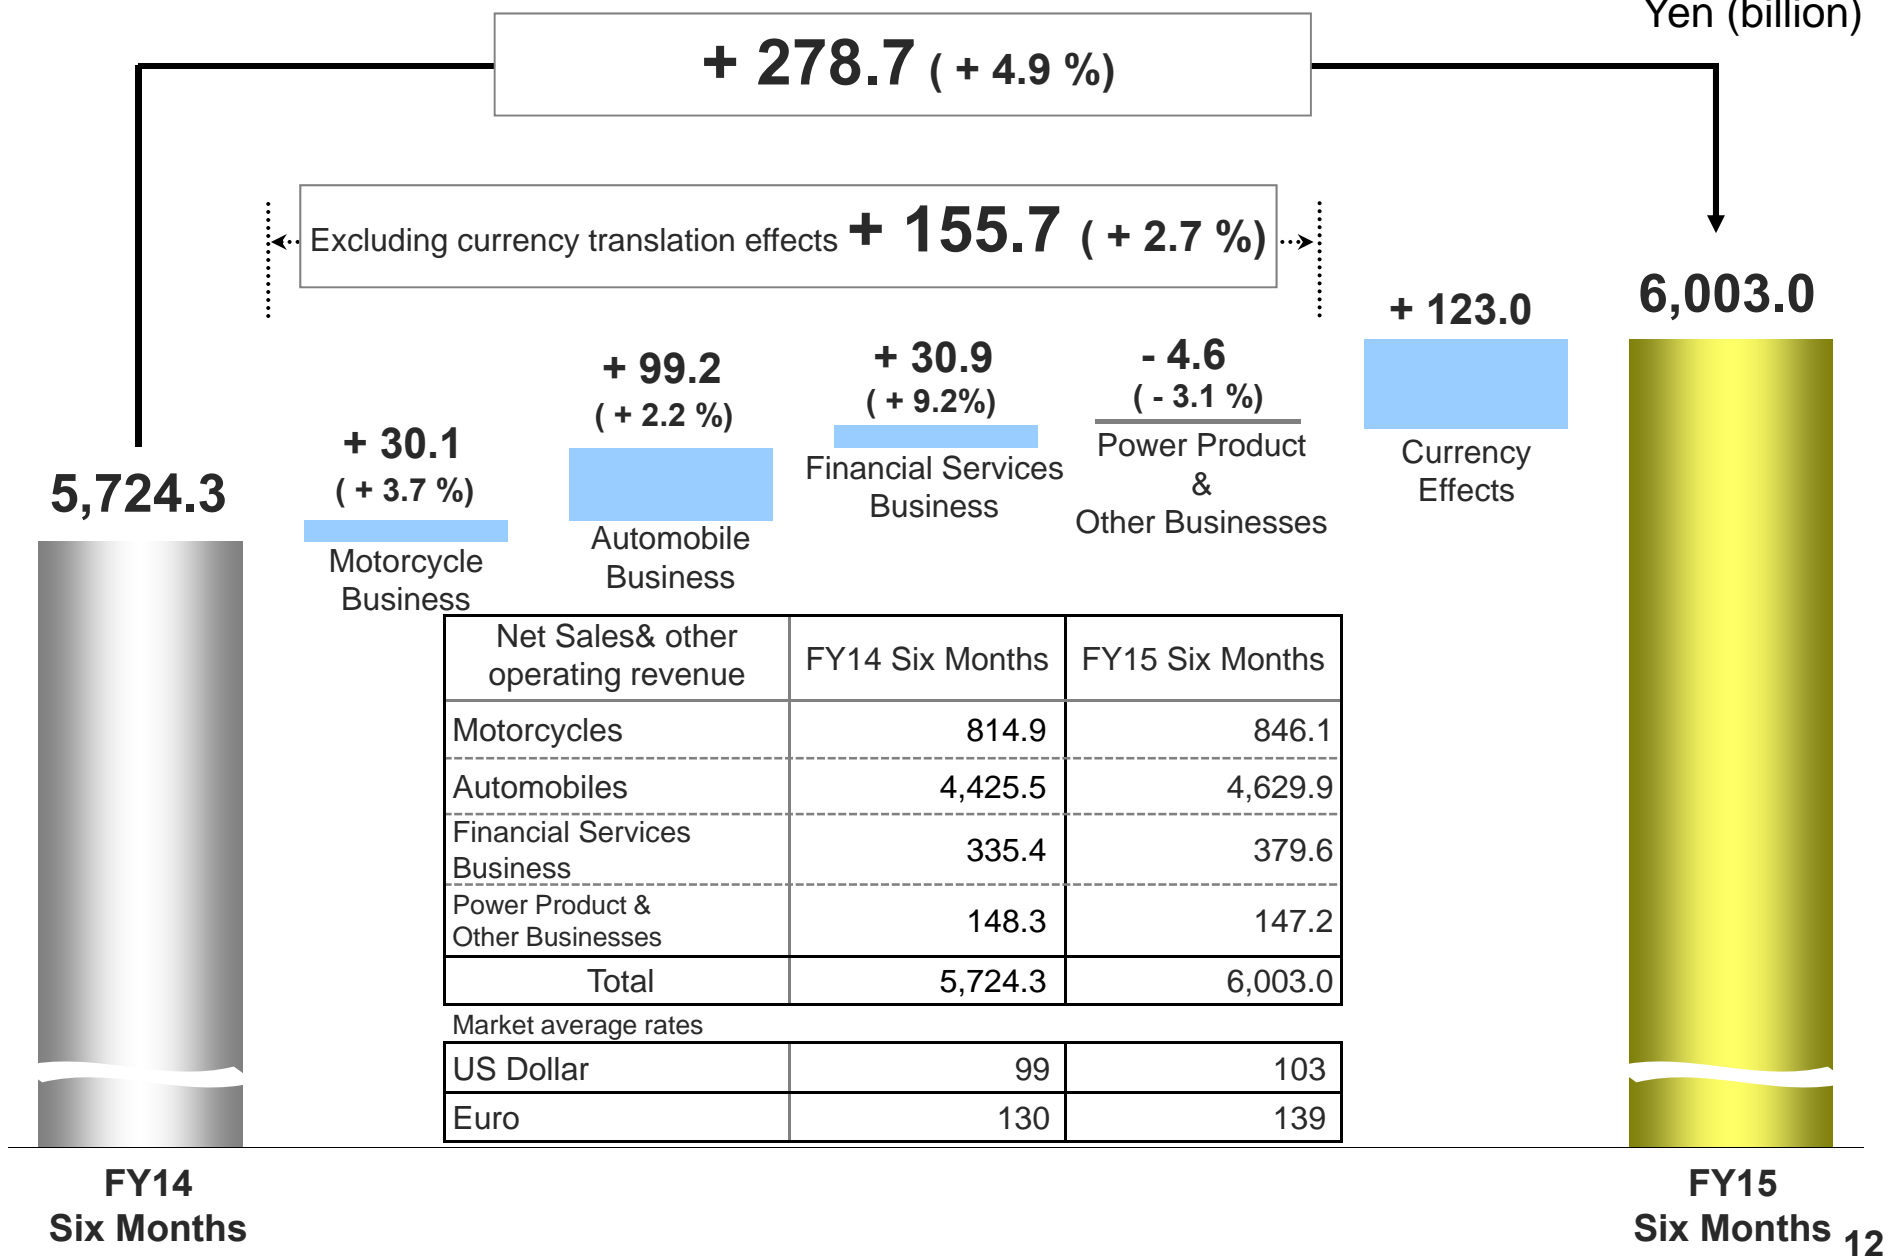 Yen (billion)
+ 278.7 ( + 4.9 %)
Excluding currency translation effects + 155.7 ( + 2.7 %)
5,724.3
+ 30.1
( + 3.7 %)
Motorcycle
Business
+ 99.2
( + 2.2 %)
Automobile
Business
+ 30.9
( + 9.2%)
Financial Services
Business
- 4.6
( - 3.1 %)
Power Product
&
Other Businesses
+ 123.0
Currency
Effects
6,003.0
Net Sales& other
operating revenue
FY14 Six Months
FY15 Six Months
Motorcycles 814.9 846.1
Automobiles 4,425.5 4,629.9
Financial Services
Business
335.4 379.6
Power Product &
Other Businesses
148.3 147.2
Total 5,724.3 6,003.0
Market average rates
US Dollar 99 103
Euro 130 139
FY14
Six Months
FY15
Six Months
12